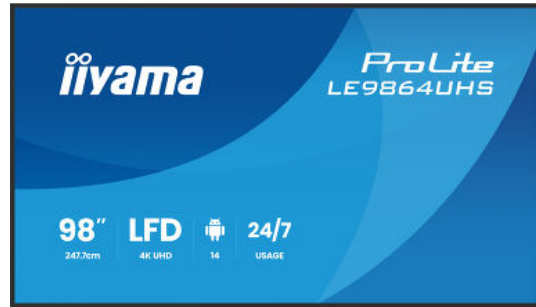 iiyama
ProLite
LE9864UHS
98" LFD 24/7
247.7cm 4K UHD 14 USAGE